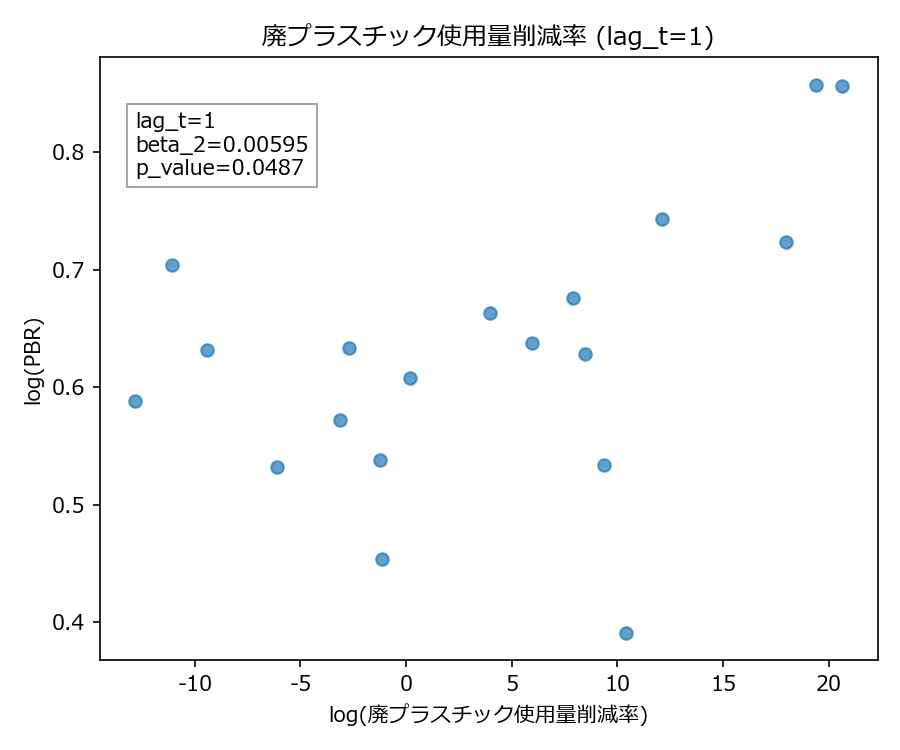 廃プラスチック使用量削減率 (lag_t=1)
lag_t=1
beta_2=0.00595
p_value=0.0487
log(PBR)
0.8
0.7
0.6
0.5
0.4
-10 -5 0 5 10 15 20
log(廃プラスチック使用量削減率)